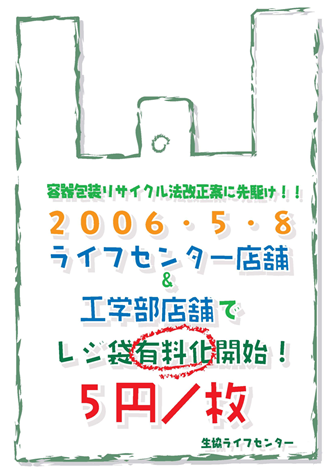 容器包装リサイクル法改正案に先駆け！！
２００６・５・８
ライフセンター店舗
&
工学部店舗で
レジ袋有料化開始！
５円／枚
生協ライフセンター